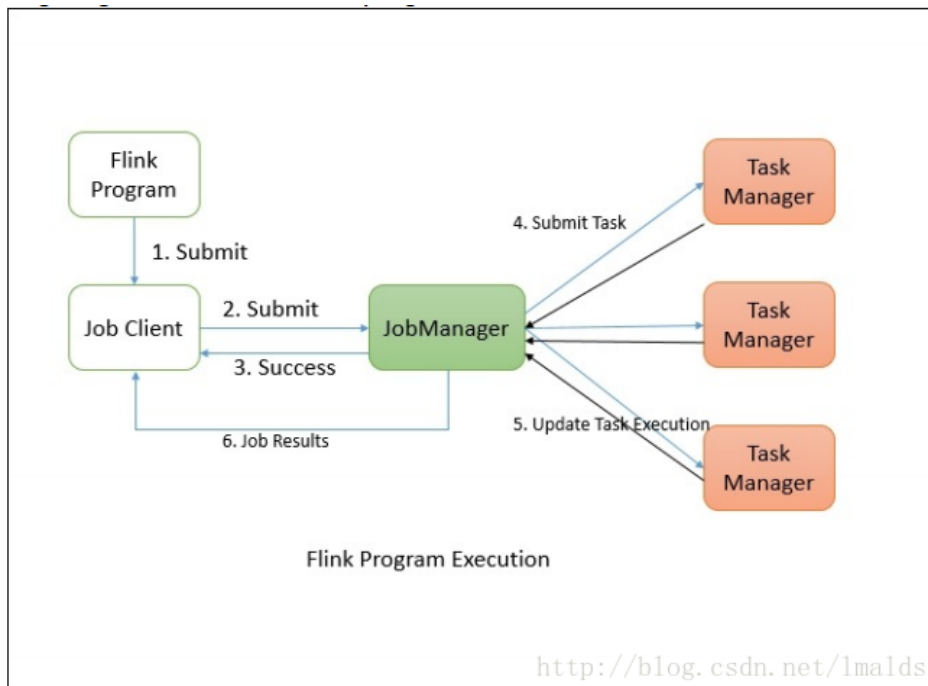 Flink
Program
1. Submit
Job Client
2. Submit
3. Success
JobManager
6. Job Results
4. Submit Task
5. Update Task Execution
Task
Manager
Task
Manager
Task
Manager
Flink Program Execution
http://blog.csdn.net/lmalds